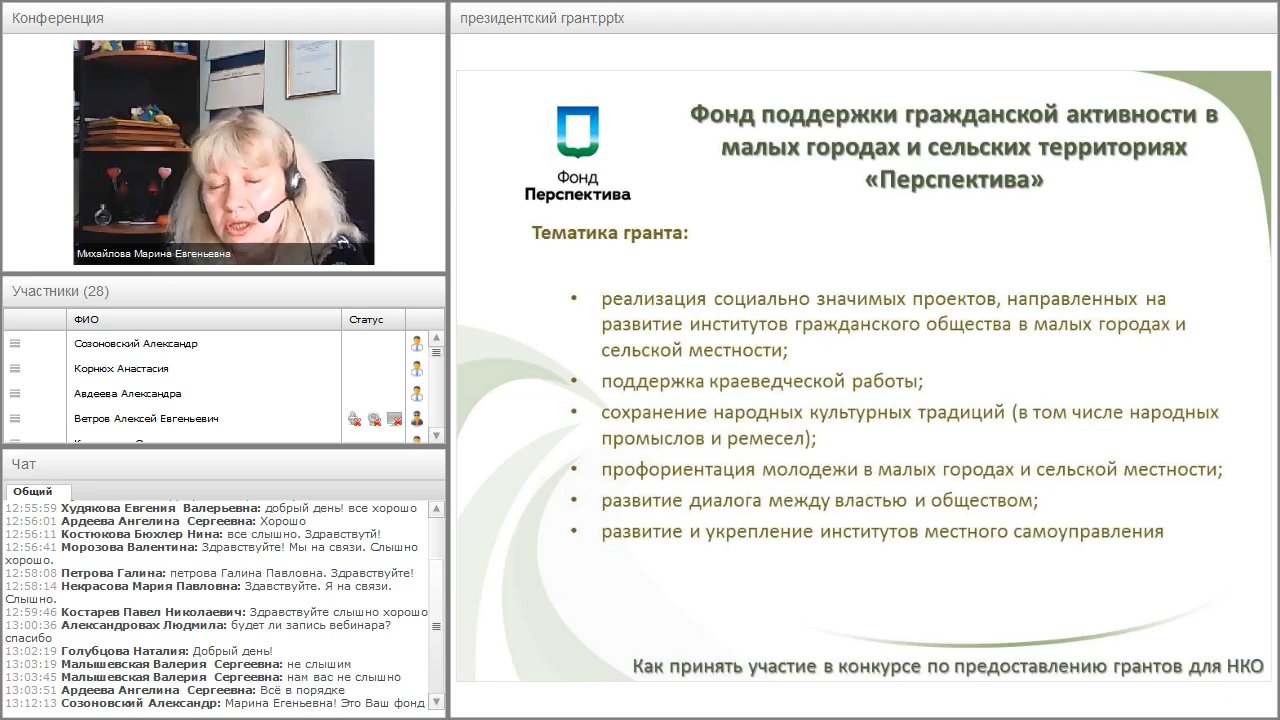 Конференция
Михайлова Марина Евгеньевна
Участники (28)
ФИО
Статус
Созоновский Александр
Корнюх Анастасия
Авдеева Александра
Ветров Алексей Евгеньевич
Чат
Общий
12:55:59 Худякова Евгения Валерьевна: добрый день! все хорошо
12:56:01 Ардеева Ангелина Сергеевна: Хорошо
12:56:11 Костюкова Бюхлер Нина: все слышно. Здравствуй!
12:56:41 Морозова Валентина: Здравствуйте! Мы на связи. Слышно
хорошо.
12:58:08 Петрова Галина: петрова Галина Павловна. Здравствуйте!
12:58:14 Некрасова Мария Павловна: Здавствуйте. Я на связи.
Слышно.
12:59:46 Костарев Павел Николаевич: Здравствуйте слышно хорошо
13:00:36 Александровах Людмила: будет ли запись вебинара?
спасибо
13:02:19 Голубцова Наталия: Добрый день!
13:03:19 Малышевская Валерия Сергеевна: не слышим
13:03:45 Малышевская Валерия Сергеевна: нам вас не слышно
13:03:51 Ардеева Ангелина Сергеевна: Всё в порядке
13:12:13 Созоновский Александр: Марина Егеньевна! Это Ваш фонд
президентский грант.pptx
Фонд
Перспектива
Фонд поддержки гражданской активности в
малых городах и сельских территориях
«Перспектива»
Тематика гранта:
• реализация социально значимых проектов, направленных на
развитие институтов гражданского общества в малых городах и
сельской местности;
• поддержка краеведческой работы;
• сохранение народных культурных традиций (в том числе народных
промыслов и ремесел);
• профориентация молодежи в малых городах и сельской местности;
• развитие диалога между властью и обществом;
• развитие и укрепление институтов местного самоуправления
Как принять участие в конкурсе по предоставлению грантов для НКО